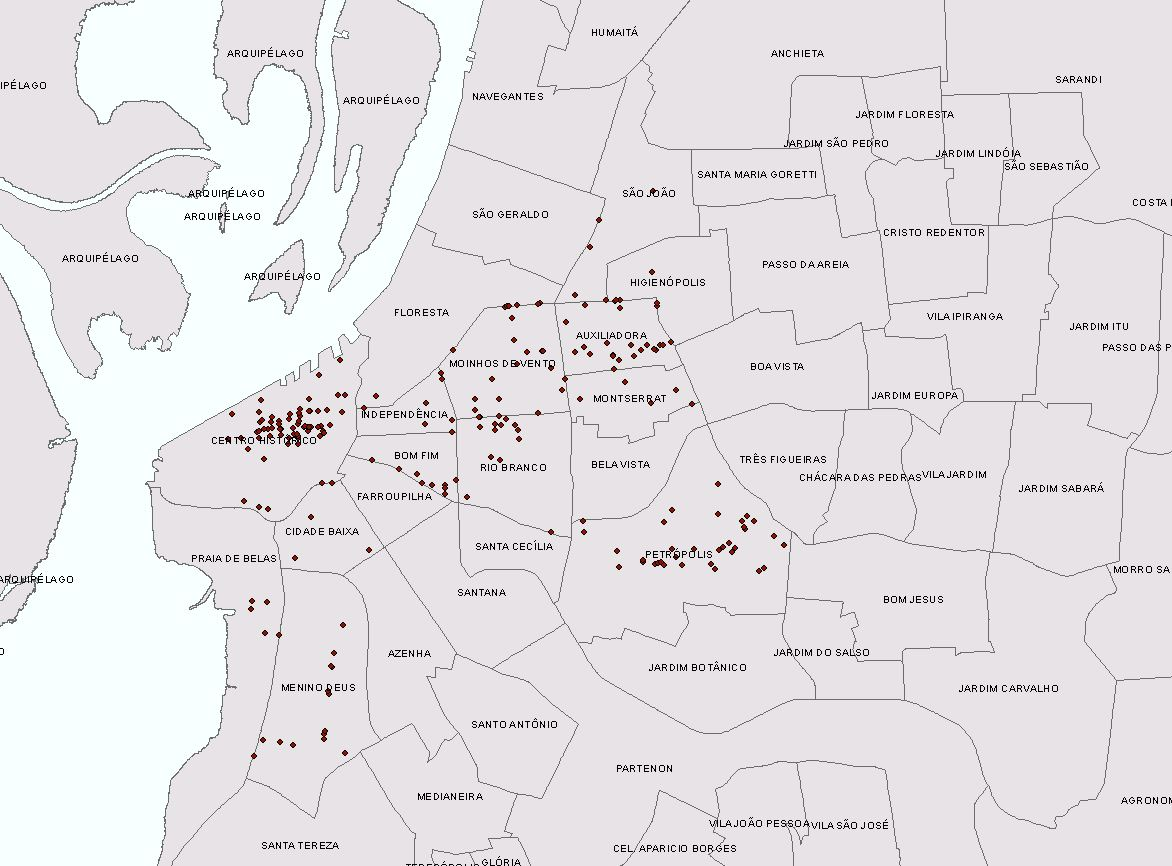 HUMAITÁ
ARQUIPÉLAGO
ANCHIETA
SARANDI
IPÉLAGO
ARQUIPÉLAGO
NAVEGANTES
JARDIM FLORESTA
JARDIM SÃO PEDRO
JARDIM LINDÓIA
SÃO SEBASTIÃO
SANTA MARIA GORETTI
ARQUIPÉLAGO
SÃO JOÃO
COSTA
ARQUIPÉLAGO
SÃO GERALDO
CRISTO REDENTOR
ARQUIPÉLAGO
PASSO DA AREIA
ARQUIPÉLAGO
HIGIENÓPOLIS
FLORESTA
VILA IPIRANGA
JARDIM ITU
AUXILIADORA
PASSO DAS P
MOINHOS DE VENTO
BOA VISTA
JARDIM EUROPA
MONTSERRAT
INDEPENDÊNCIA
CENTRO HISTÓRICO
BOM FIM
RIO BRANCO
BELA VISTA
TRÊS FIGUEIRAS
CHÁCARA DAS PEDRAS
VILA JARDIM
JARDIM SABARÁ
FARROUPILHA
CIDADE BAIXA
SANTA CECÍLIA
PRAIA DE BELAS
PETRÓPOLIS
MORRO SA
ARQUIPÉLAGO
SANTANA
BOM JESUS
O
AZENHA
JARDIM DO SALSO
JARDIM BOTÂNICO
MENINO DEUS
JARDIM CARVALHO
SANTO ANTÔNIO
PARTENON
MEDIANEIRA
AGRONOM
VILA JOÃO PESSOA
VILA SÃO JOSÉ
SANTA TEREZA
CEL. APARICIO BORGES
TERESÓPOLIS
GLÓRIA